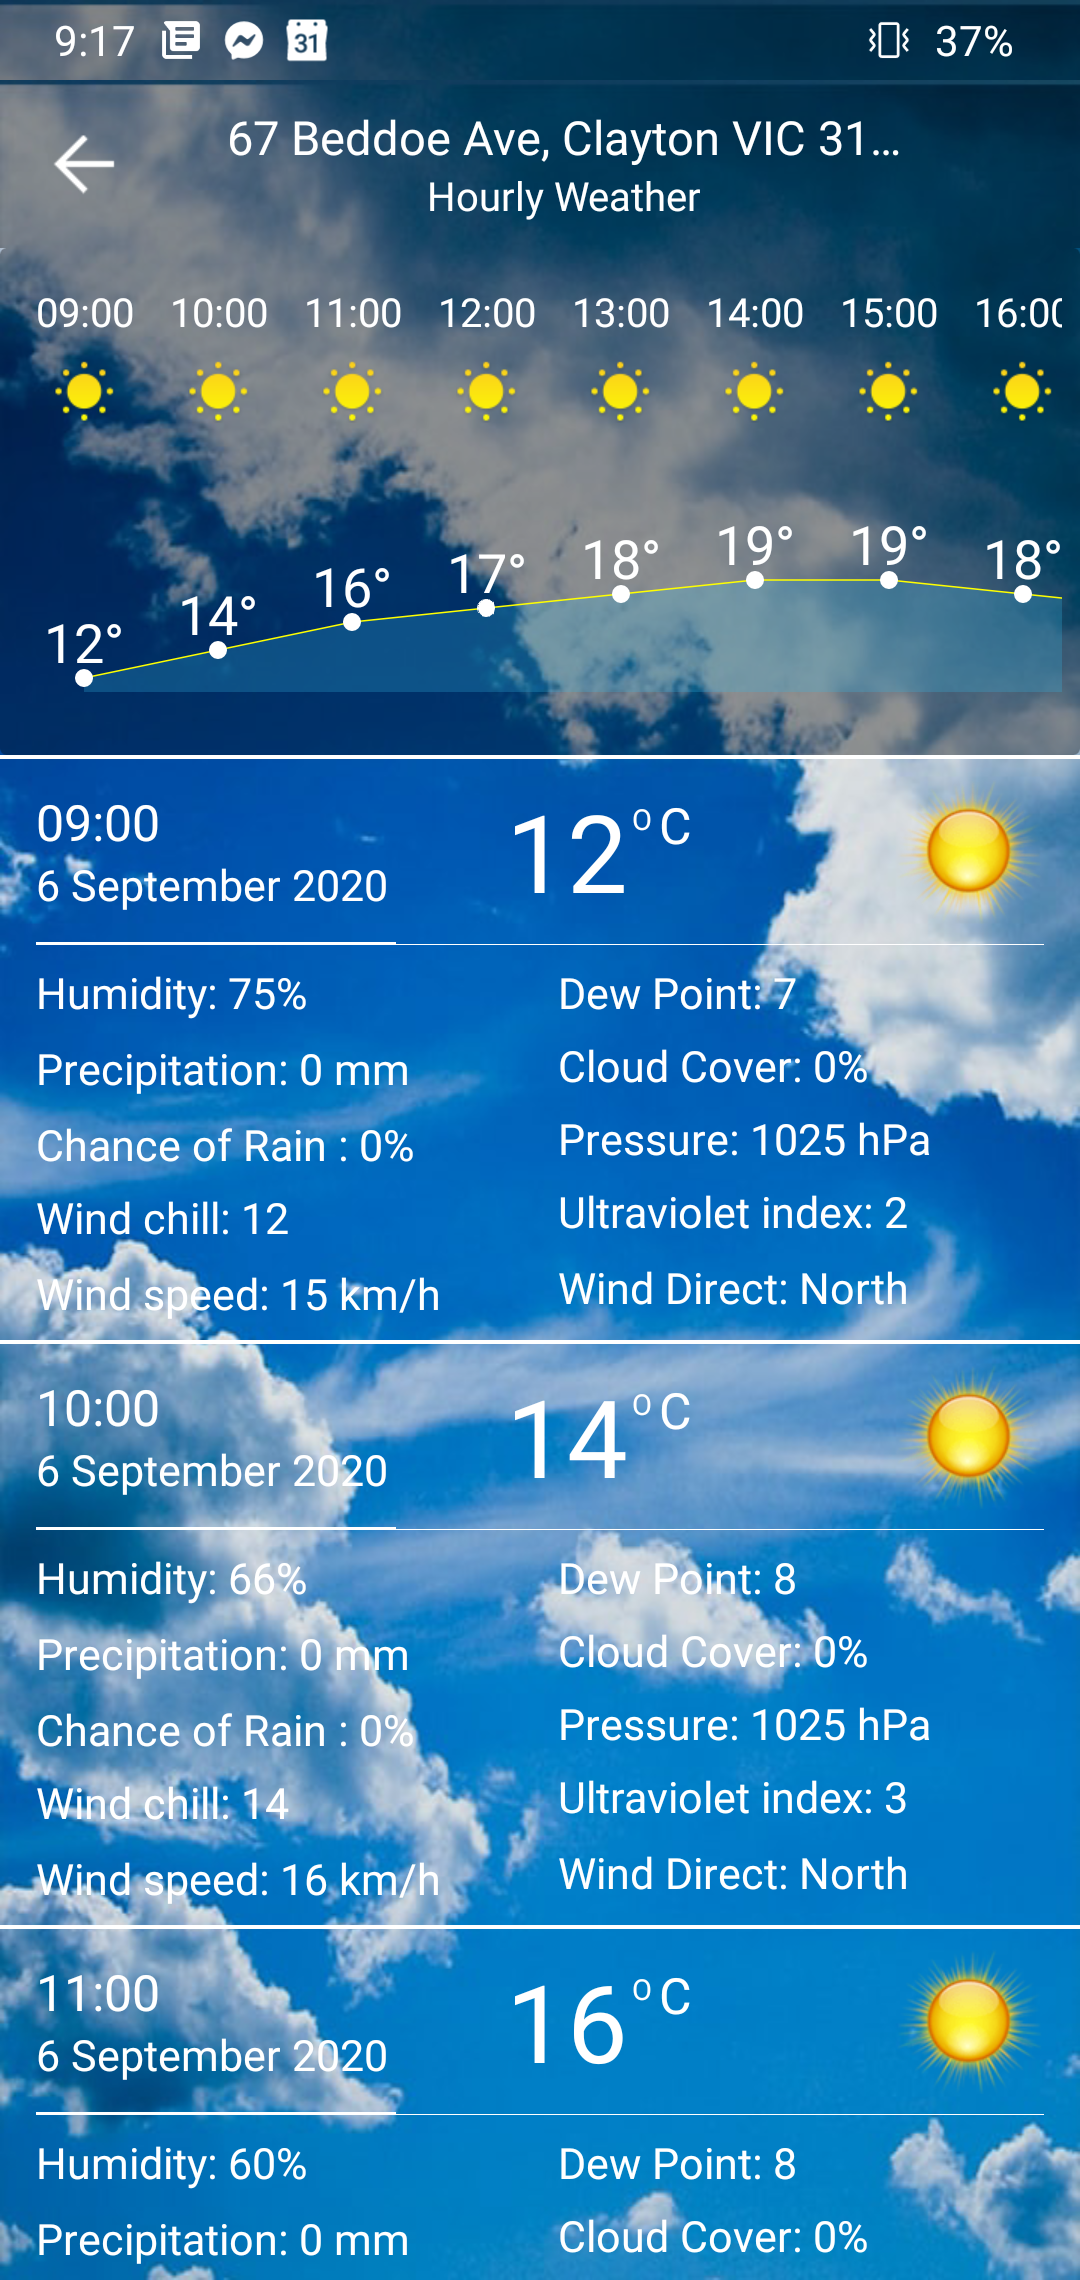 9:17 31 37%
67 Beddoe Ave, Clayton VIC 31...
Hourly Weather
09:00 10:00 11:00 12:00 13:00 14:00 15:00 16:00
12° 14° 16° 17° 18° 19° 19° 18°
09:00
6 September 2020
12 °C
Humidity: 75%
Dew Point: 7
Precipitation: 0 mm
Cloud Cover: 0%
Chance of Rain : 0%
Pressure: 1025 hPa
Wind chill: 12
Ultraviolet index: 2
Wind speed: 15 km/h
Wind Direct: North
10:00
6 September 2020
14 °C
Humidity: 66%
Dew Point: 8
Precipitation: 0 mm
Cloud Cover: 0%
Chance of Rain : 0%
Pressure: 1025 hPa
Wind chill: 14
Ultraviolet index: 3
Wind speed: 16 km/h
Wind Direct: North
11:00
6 September 2020
16 °C
Humidity: 60%
Dew Point: 8
Precipitation: 0 mm
Cloud Cover: 0%